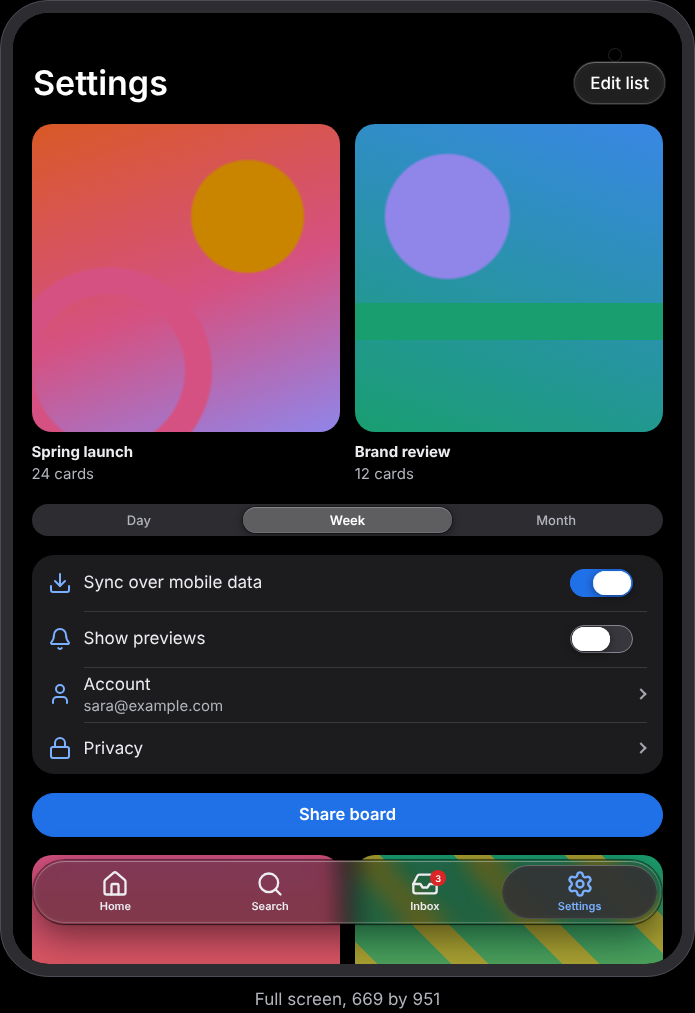 Settings
Edit list
Spring launch
24 cards
Brand review
12 cards
Day
Week
Month
Sync over mobile data
Show previews
Account
sara@example.com
Privacy
Share board
Home
Search
3
Inbox
Settings
Full screen, 669 by 951